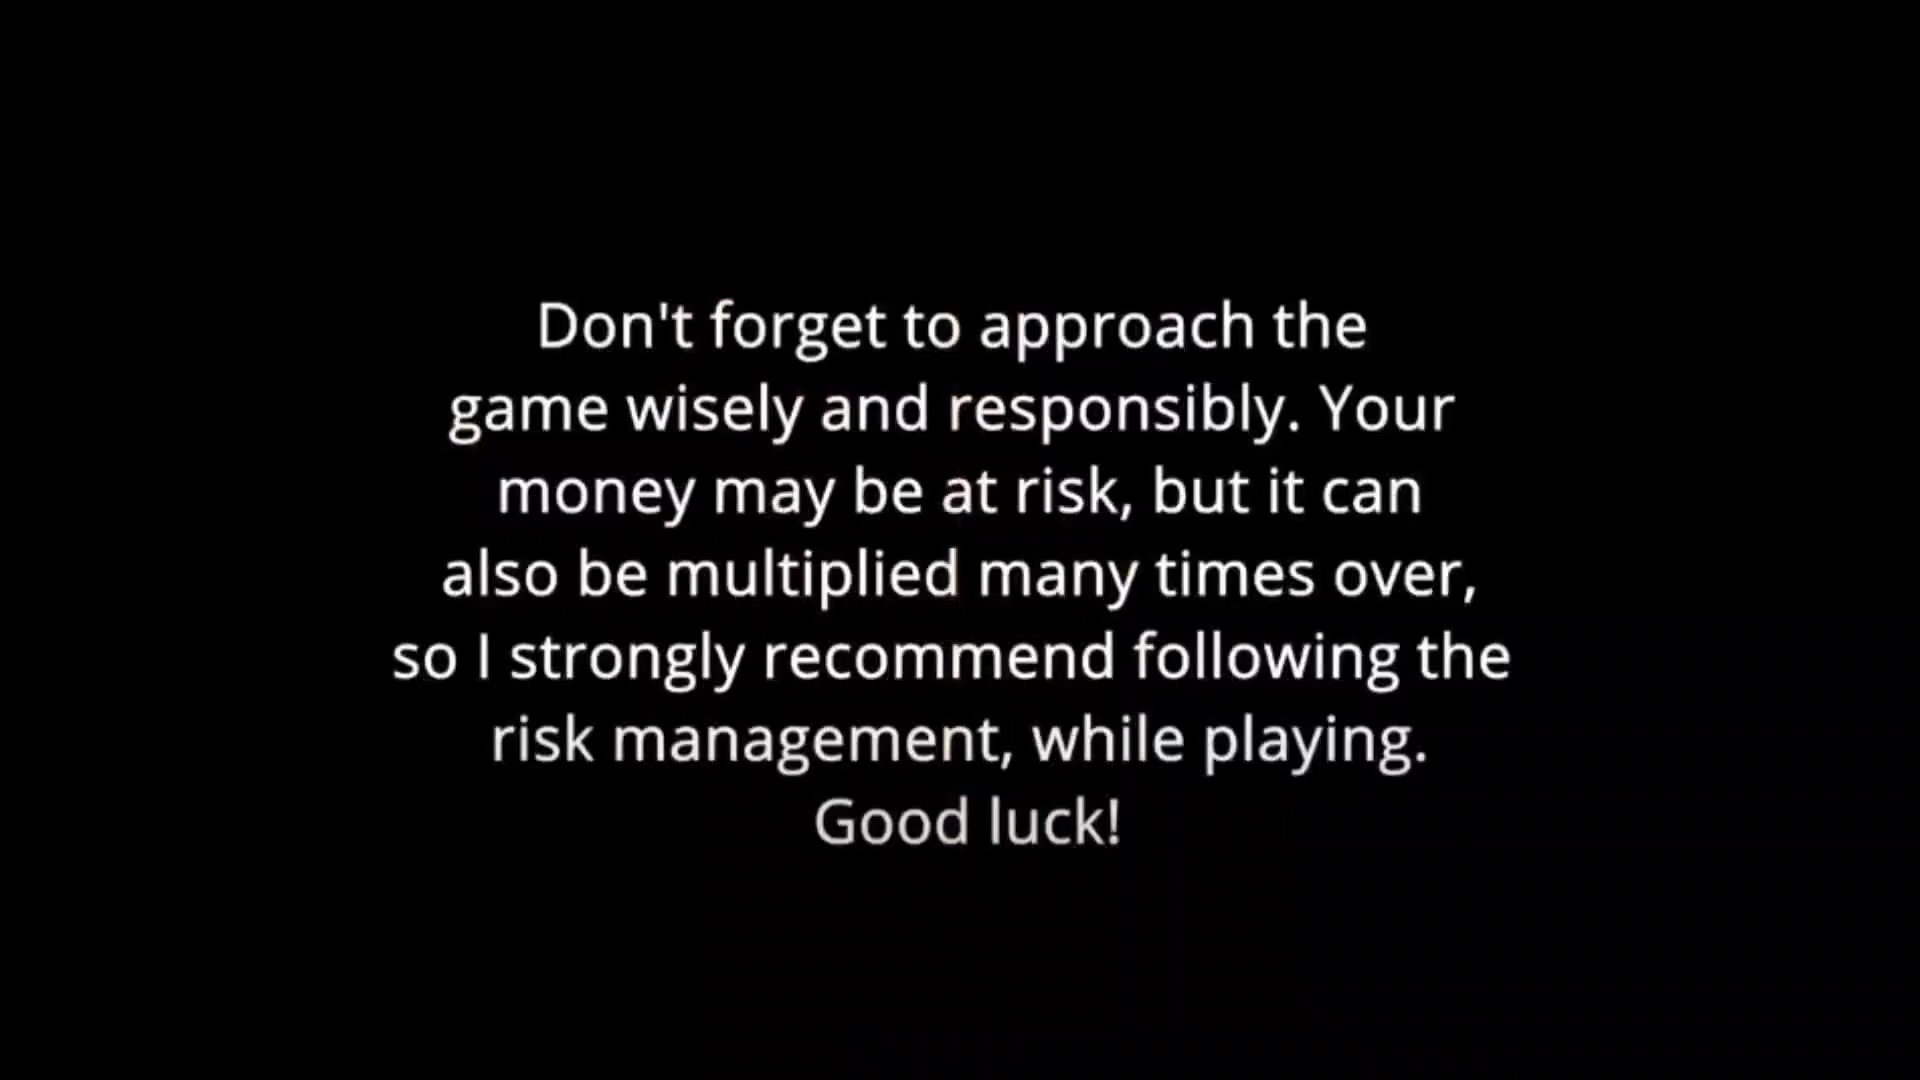 Don't forget to approach the
game wisely and responsibly. Your
money may be at risk, but it can
also be multiplied many times over,
so I strongly recommend following the
risk management, while playing.
Good luck!